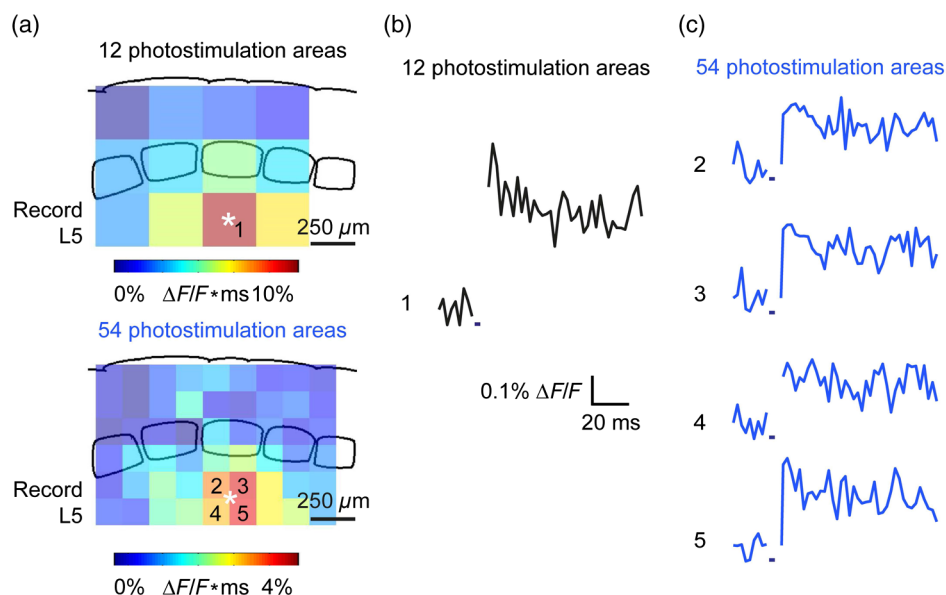 (a)
12 photostimulation areas
*
1
Record
L5
250 µm
0% ΔF/F*ms 10%
54 photostimulation areas
2 3
*
4 5
Record
L5
250 µm
0% ΔF/F*ms 4%
(b)
12 photostimulation areas
1
0.1% ΔF/F
20 ms
(c)
54 photostimulation areas
2
3
4
5